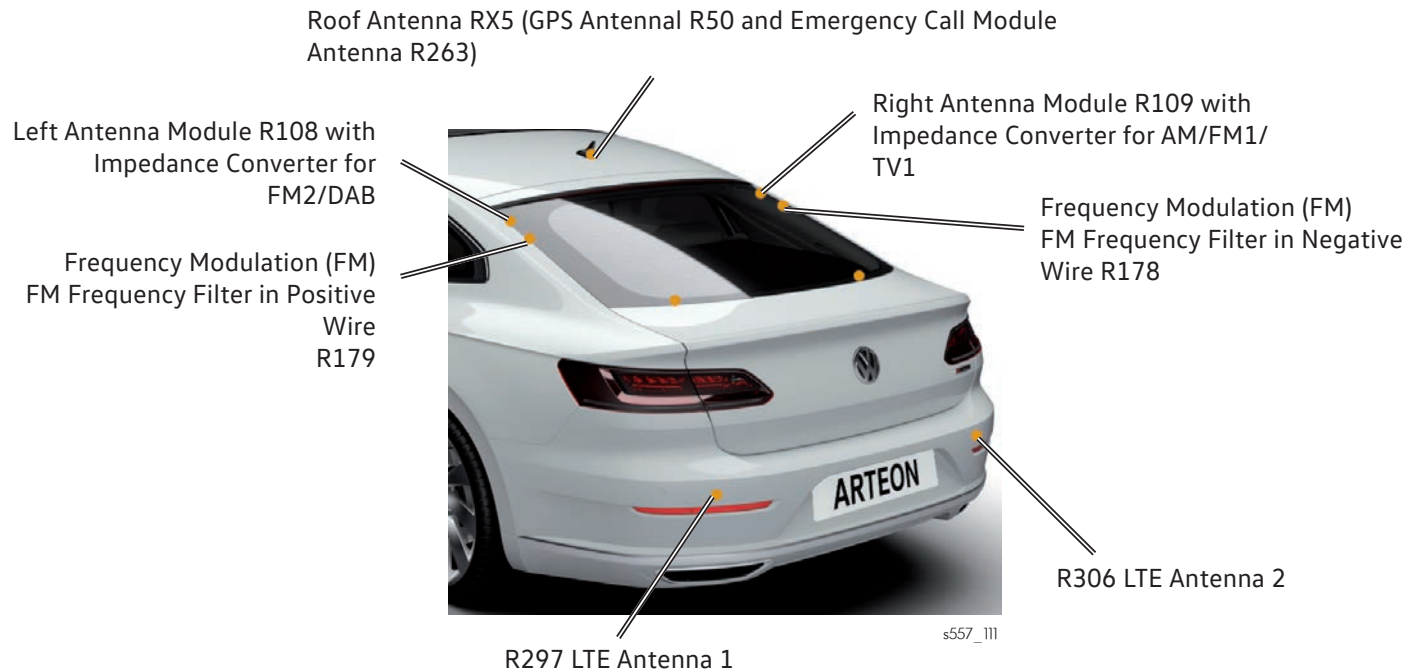 Roof Antenna RX5 (GPS Antennal R50 and Emergency Call Module
Antenna R263)
Right Antenna Module R109 with
Impedance Converter for AM/FM1/
TV1
Left Antenna Module R108 with
Impedance Converter for
FM2/DAB
Frequency Modulation (FM)
FM Frequency Filter in Negative
Wire R178
Frequency Modulation (FM)
FM Frequency Filter in Positive
Wire
R179
ARTEON
R306 LTE Antenna 2
s557_111
R297 LTE Antenna 1